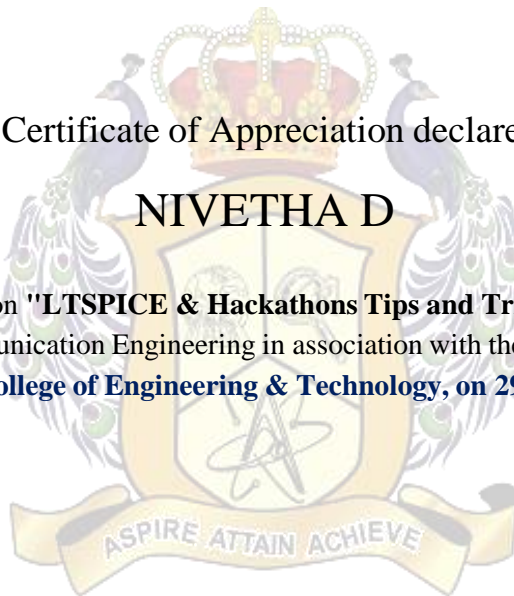 Certificate of Appreciation declare
NIVETHA D
on "LTSPICE & Hackathons Tips and Tr
unication Engineering in association with the
ollege of Engineering & Technology, on 29
ASPIRE ATTAIN ACHIEVE